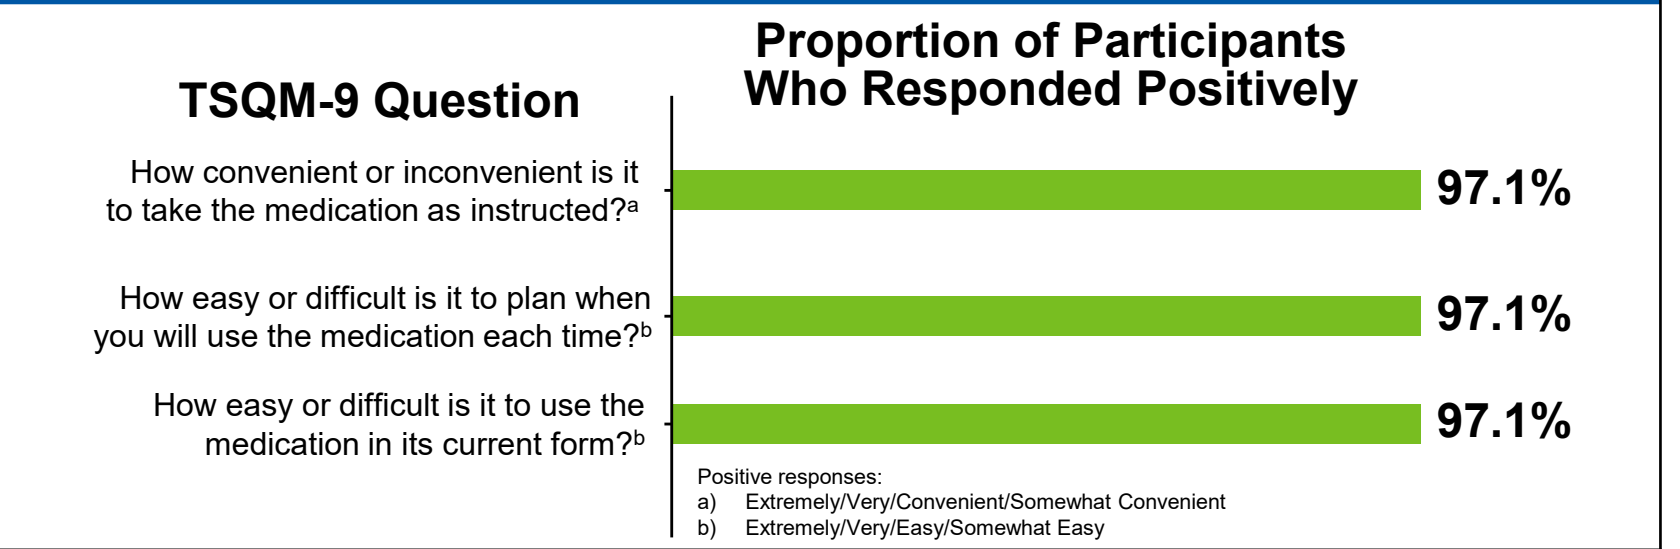 Proportion of Participants
Who Responded Positively
TSQM-9 Question
How convenient or inconvenient is it
to take the medication as instructed?ᵃ
97.1%
How easy or difficult is it to plan when
you will use the medication each time?ᵇ
97.1%
How easy or difficult is it to use the
medication in its current form?ᵇ
97.1%
Positive responses:
a) Extremely/Very/Convenient/Somewhat Convenient
b) Extremely/Very/Easy/Somewhat Easy